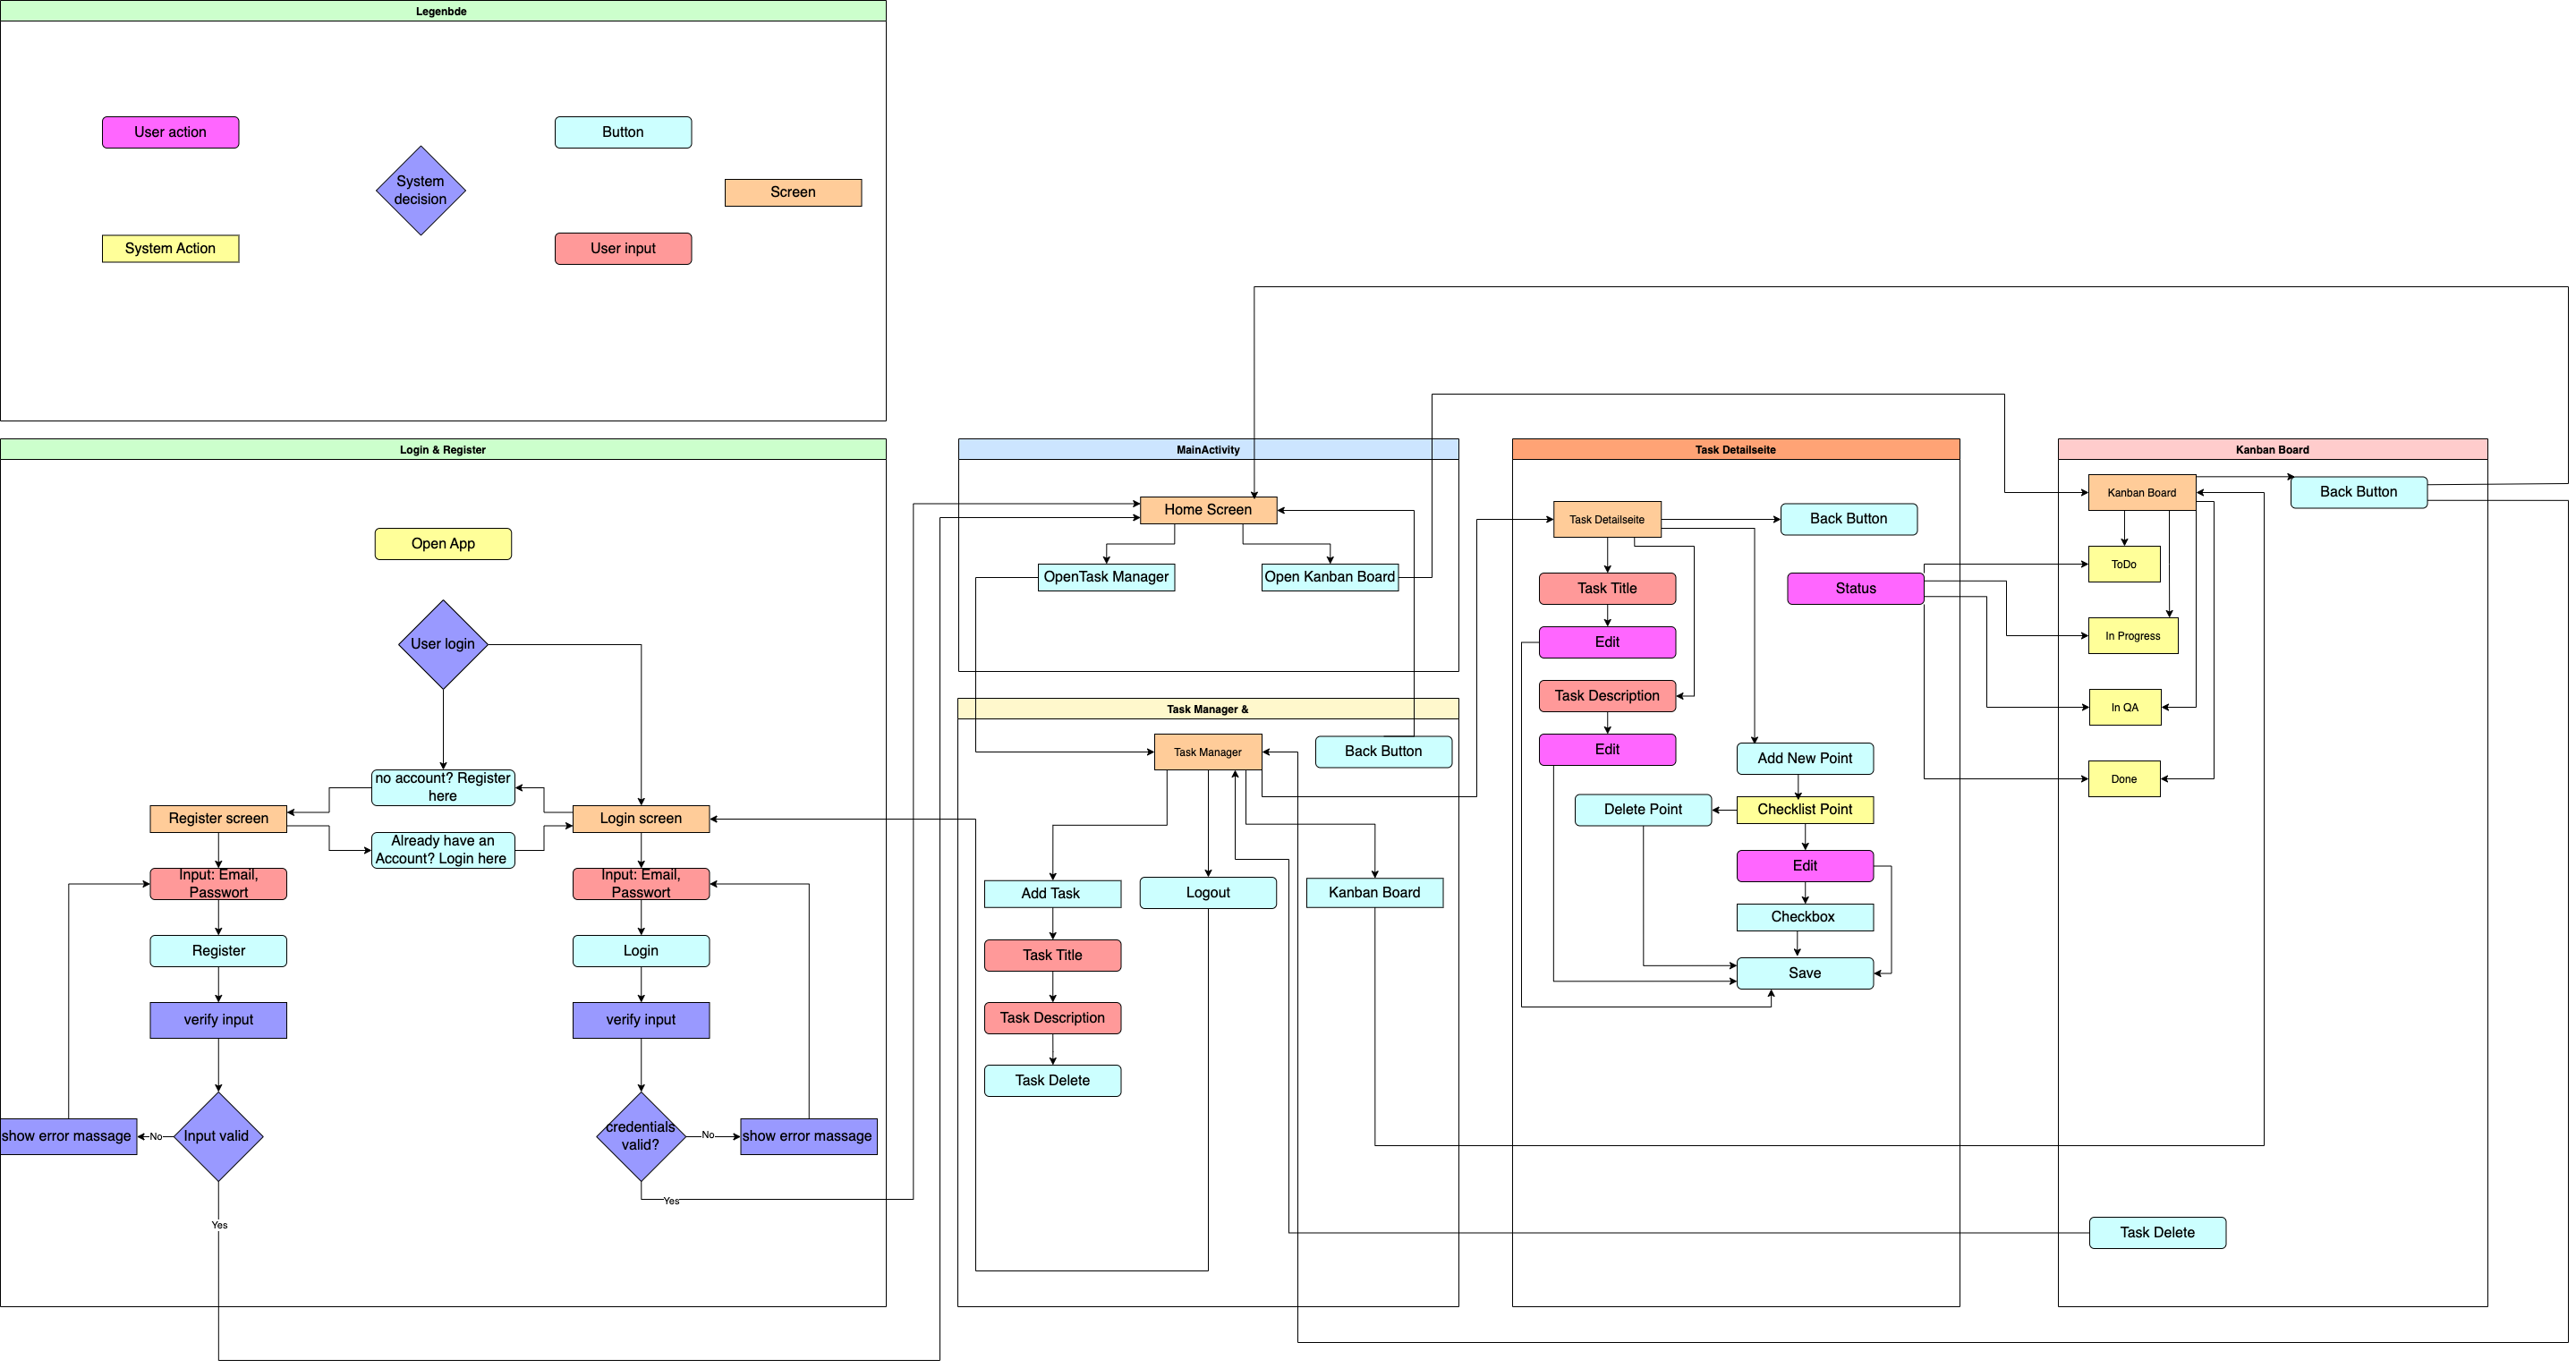 Legenbde
User action
Button
System
decision
Screen
System Action
User input
Login & Register
Open App
User login
no account? Register
here
Register screen
Login screen
Already have an
Account? Login here
Input: Email,
Passwort
Input: Email,
Passwort
Register
Login
verify input
verify input
show error massage
No
Input valid
credentials
valid?
No
show error massage
Yes
Yes
MainActivity
Home Screen
OpenTask Manager
Open Kanban Board
Task Manager &
Task Manager
Back Button
Add Task
Logout
Kanban Board
Task Title
Task Description
Task Delete
Task Detailseite
Task Detailseite
Back Button
Task Title
Status
Edit
Task Description
Edit
Add New Point
Delete Point
Checklist Point
Edit
Checkbox
Save
Kanban Board
Kanban Board
Back Button
ToDo
In Progress
In QA
Done
Task Delete